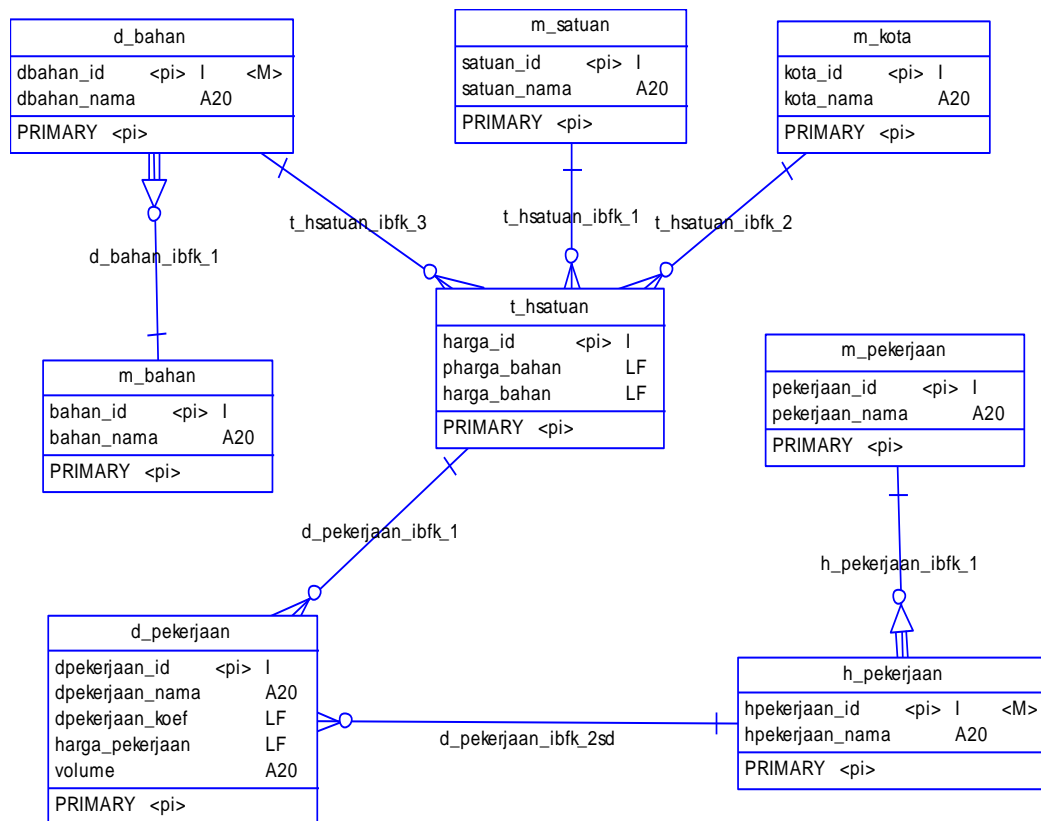 d_bahan
dbahan_id <pi> I <M>
dbahan_nama A20
PRIMARY <pi>
m_satuan
satuan_id <pi> I
satuan_nama A20
PRIMARY <pi>
m_kota
kota_id <pi> I
kota_nama A20
PRIMARY <pi>
t_hsatuan_ibfk_3
t_hsatuan_ibfk_1
t_hsatuan_ibfk_2
d_bahan_ibfk_1
t_hsatuan
harga_id <pi> I
pharga_bahan LF
harga_bahan LF
PRIMARY <pi>
m_bahan
bahan_id <pi> I
bahan_nama A20
PRIMARY <pi>
m_pekerjaan
pekerjaan_id <pi> I
pekerjaan_nama A20
PRIMARY <pi>
d_pekerjaan_ibfk_1
h_pekerjaan_ibfk_1
d_pekerjaan
dpekerjaan_id <pi> I
dpekerjaan_nama A20
dpekerjaan_koef LF
harga_pekerjaan LF
volume A20
PRIMARY <pi>
d_pekerjaan_ibfk_2sd
h_pekerjaan
hpekerjaan_id <pi> I <M>
hpekerjaan_nama A20
PRIMARY <pi>